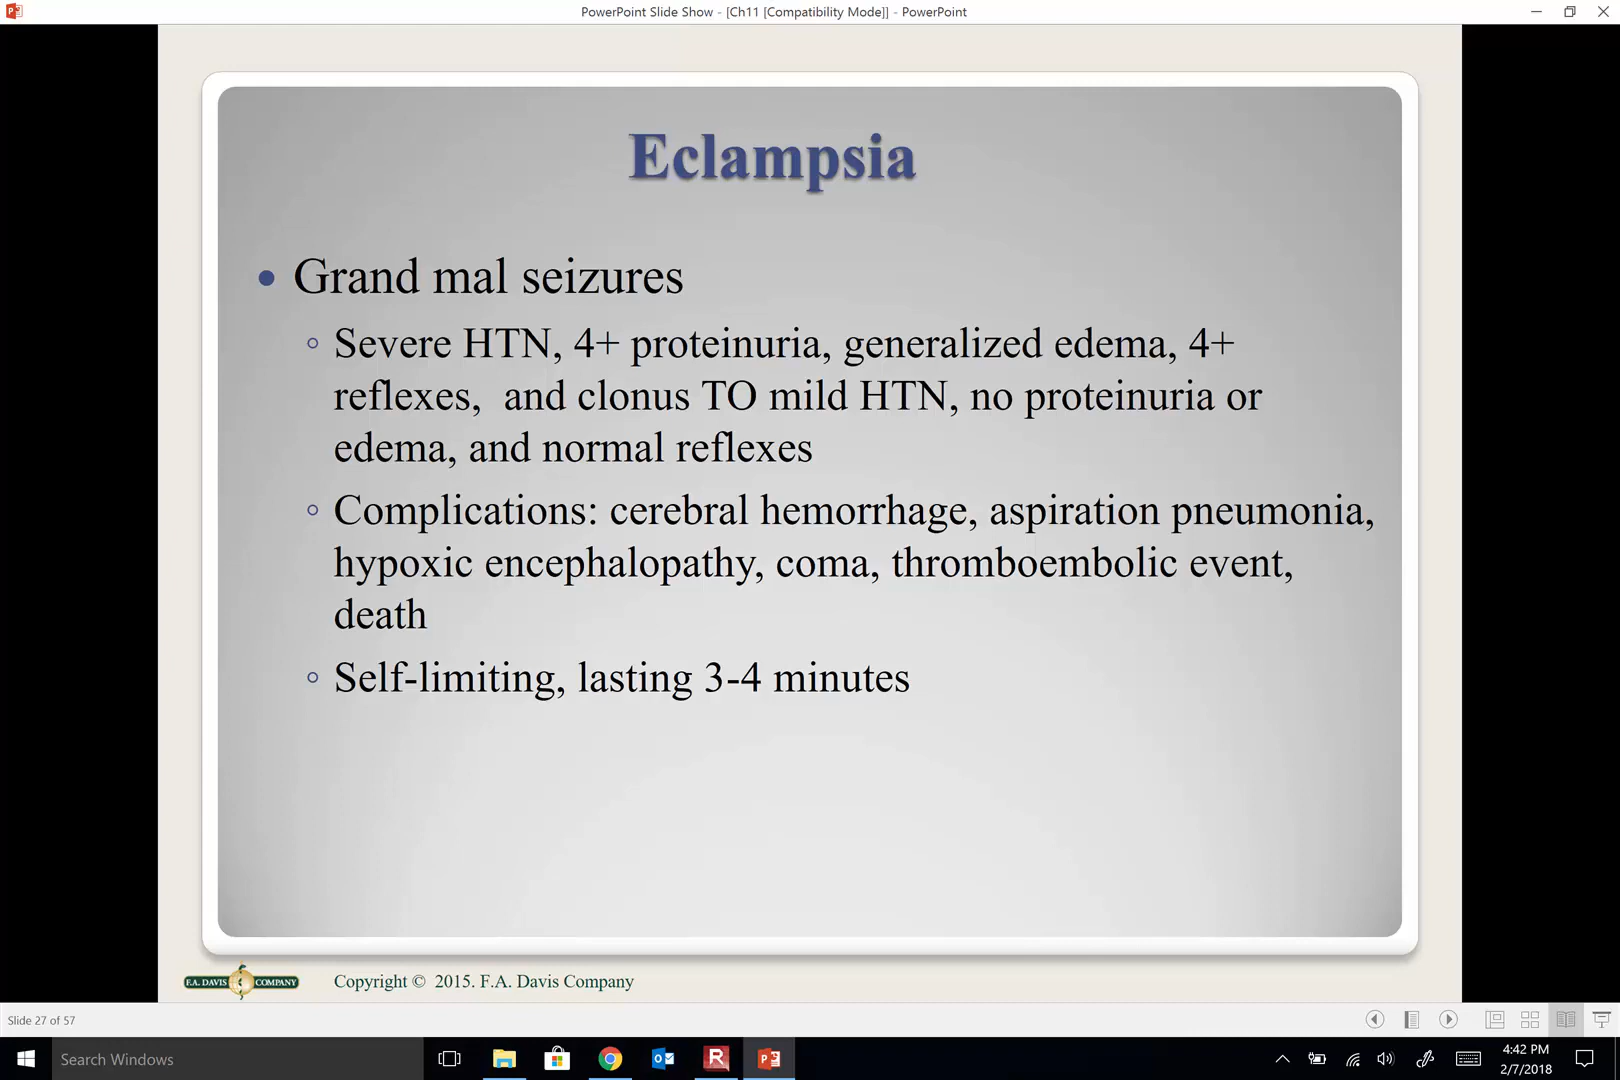 PowerPoint Slide Show - [Ch11 [Compatibility Mode]] - PowerPoint
Eclampsia
• Grand mal seizures
◦ Severe HTN, 4+ proteinuria, generalized edema, 4+
reflexes,  and clonus TO mild HTN, no proteinuria or
edema, and normal reflexes
◦ Complications: cerebral hemorrhage, aspiration pneumonia,
hypoxic encephalopathy, coma, thromboembolic event,
death
◦ Self-limiting, lasting 3-4 minutes
F.A. DAVIS COMPANY
Copyright © 2015. F.A. Davis Company
Slide 27 of 57
Search Windows
4:42 PM
2/7/2018